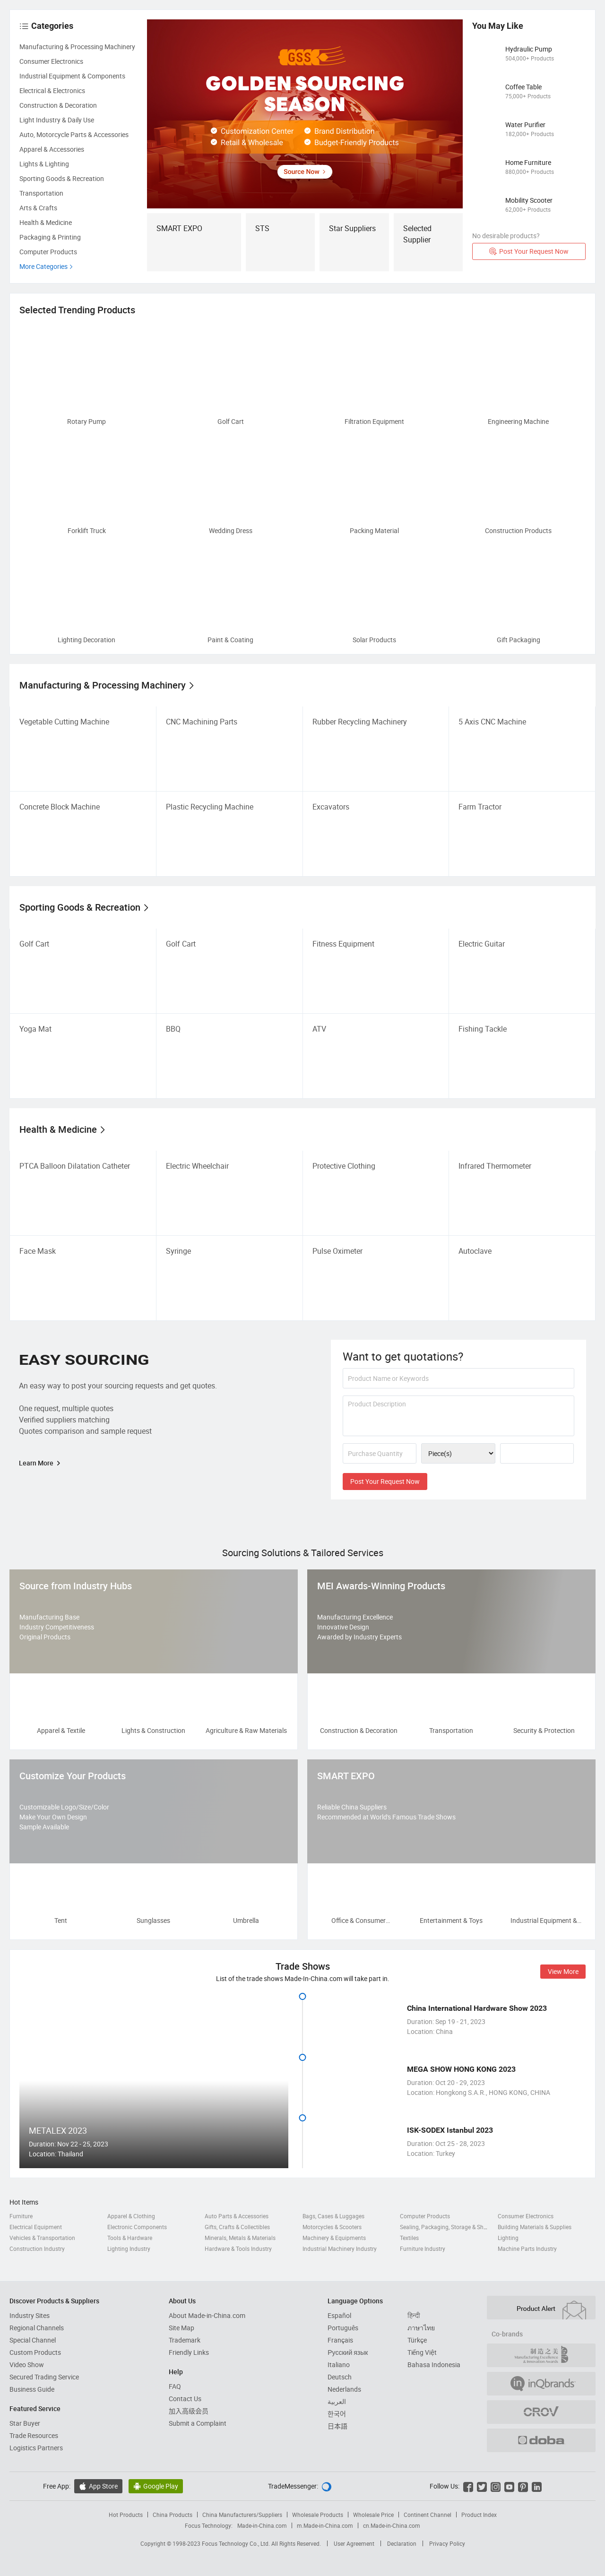 Categories
Manufacturing & Processing Machinery
Consumer Electronics
Industrial Equipment & Components
Electrical & Electronics
Construction & Decoration
Light Industry & Daily Use
Auto, Motorcycle Parts & Accessories
Apparel & Accessories
Lights & Lighting
Sporting Goods & Recreation
Transportation
Arts & Crafts
Health & Medicine
Packaging & Printing
Computer Products
More Categories
GSS
GOLDEN SOURCING
SEASON
Customization Center
Brand Distribution
Retail & Wholesale
Budget-Friendly Products
Source Now
SMART EXPO
STS
Star Suppliers
Selected
Supplier
You May Like
Hydraulic Pump
504,000+ Products
Coffee Table
75,000+ Products
Water Purifier
182,000+ Products
Home Furniture
880,000+ Products
Mobility Scooter
62,000+ Products
No desirable products?
Post Your Request Now
Selected Trending Products
Rotary Pump
Golf Cart
Filtration Equipment
Engineering Machine
Forklift Truck
Wedding Dress
Packing Material
Construction Products
Lighting Decoration
Paint & Coating
Solar Products
Gift Packaging
Manufacturing & Processing Machinery
Vegetable Cutting Machine
CNC Machining Parts
Rubber Recycling Machinery
5 Axis CNC Machine
Concrete Block Machine
Plastic Recycling Machine
Excavators
Farm Tractor
Sporting Goods & Recreation
Golf Cart
Golf Cart
Fitness Equipment
Electric Guitar
Yoga Mat
BBQ
ATV
Fishing Tackle
Health & Medicine
PTCA Balloon Dilatation Catheter
Electric Wheelchair
Protective Clothing
Infrared Thermometer
Face Mask
Syringe
Pulse Oximeter
Autoclave
EASY SOURCING
An easy way to post your sourcing requests and get quotes.
One request, multiple quotes
Verified suppliers matching
Quotes comparison and sample request
Learn More
Want to get quotations?
Product Name or Keywords
Product Description
Purchase Quantity
Piece(s)
Post Your Request Now
Sourcing Solutions & Tailored Services
Source from Industry Hubs
Manufacturing Base
Industry Competitiveness
Original Products
Apparel & Textile
Lights & Construction
Agriculture & Raw Materials
MEI Awards-Winning Products
Manufacturing Excellence
Innovative Design
Awarded by Industry Experts
Construction & Decoration
Transportation
Security & Protection
Customize Your Products
Customizable Logo/Size/Color
Make Your Own Design
Sample Available
Tent
Sunglasses
Umbrella
SMART EXPO
Reliable China Suppliers
Recommended at World's Famous Trade Shows
Office & Consumer...
Entertainment & Toys
Industrial Equipment &...
Trade Shows
List of the trade shows Made-In-China.com will take part in.
View More
METALEX 2023
Duration: Nov 22 - 25, 2023
Location: Thailand
China International Hardware Show 2023
Duration: Sep 19 - 21, 2023
Location: China
MEGA SHOW HONG KONG 2023
Duration: Oct 20 - 29, 2023
Location: Hongkong S.A.R., HONG KONG, CHINA
ISK-SODEX Istanbul 2023
Duration: Oct 25 - 28, 2023
Location: Turkey
Hot Items
Furniture
Apparel & Clothing
Auto Parts & Accessories
Bags, Cases & Luggages
Computer Products
Consumer Electronics
Electrical Equipment
Electronic Components
Gifts, Crafts & Collectibles
Motorcycles & Scooters
Sealing, Packaging, Storage & Sh...
Building Materials & Supplies
Vehicles & Transportation
Tools & Hardware
Minerals, Metals & Materials
Machinery & Equipments
Textiles
Lighting
Construction Industry
Lighting Industry
Hardware & Tools Industry
Industrial Machinery Industry
Furniture Industry
Machine Parts Industry
Discover Products & Suppliers
Industry Sites
Regional Channels
Special Channel
Custom Products
Video Show
Secured Trading Service
Business Guide
Featured Service
Star Buyer
Trade Resources
Logistics Partners
About Us
About Made-in-China.com
Site Map
Trademark
Friendly Links
Help
FAQ
Contact Us
加入高级会员
Submit a Complaint
Language Options
Español
Português
Français
Русский язык
Italiano
Deutsch
Nederlands
العربية
한국어
日本語
हिन्दी
ภาษาไทย
Türkçe
Tiếng Việt
Bahasa Indonesia
Product Alert
Co-brands
制造之美
inQbrands
CROV
doba
Free App:
App Store
Google Play
TradeMessenger:
Follow Us:
Hot Products | China Products | China Manufacturers/Suppliers | Wholesale Products | Wholesale Price | Continent Channel | Product Index
Focus Technology: Made-in-China.com | m.Made-in-China.com | cn.Made-in-China.com
Copyright © 1998-2023 Focus Technology Co., Ltd. All Rights Reserved. | User Agreement | Declaration | Privacy Policy